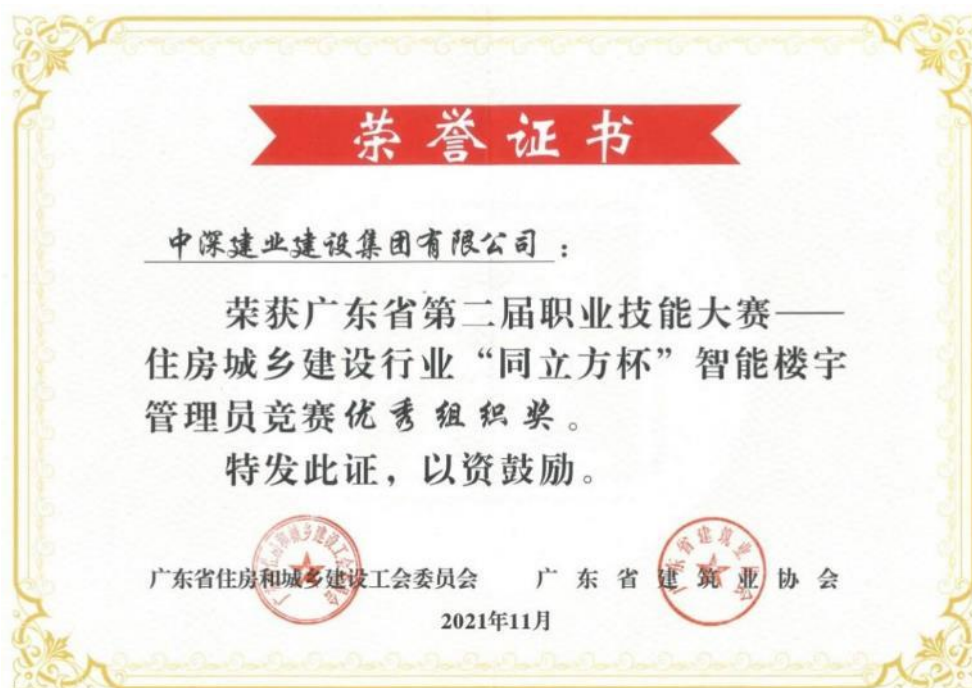 荣誉证书
中深建业建设集团有限公司：
荣获广东省第二届职业技能大赛——
住房城乡建设行业“同立方杯”智能楼宇
管理员竞赛优秀组织奖。
特发此证，以资鼓励。
广东省住房和城乡建设工会委员会 广东省建筑业协会
2021年11月